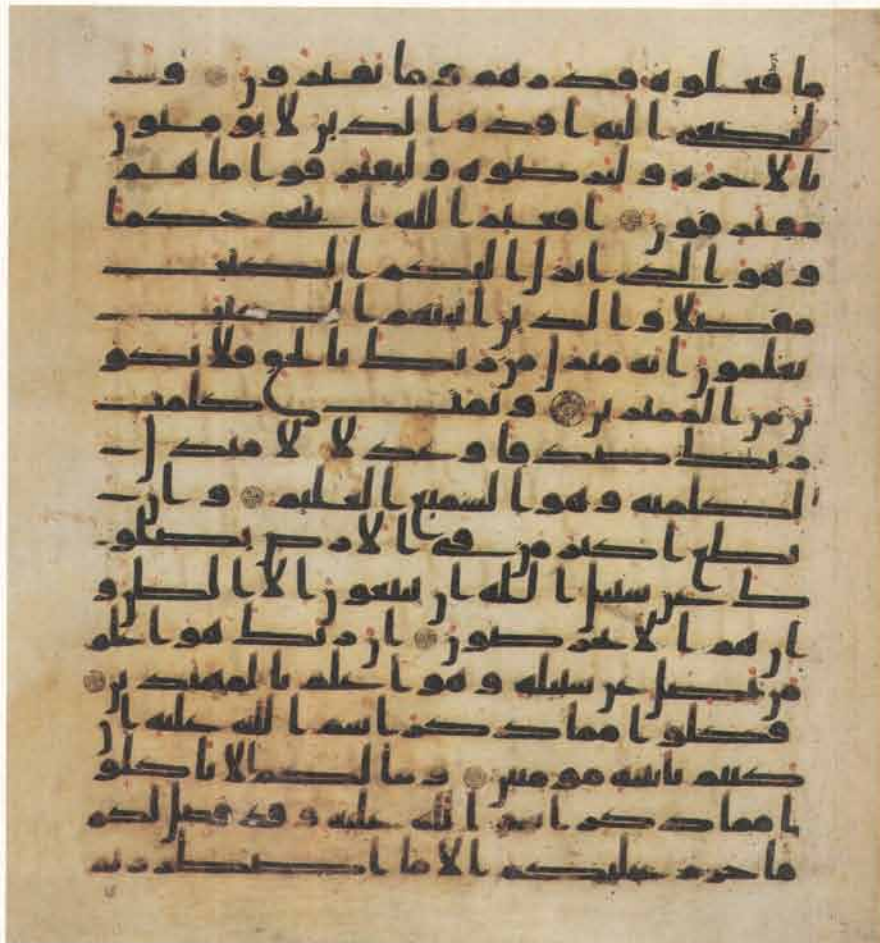 ما فعلوه فذرهم وما يفترون و
لتصغى اليه افدة الذين لا يومنون
بالاخرة وليرضوه وليقترفوا ما هم
مقترفون افغير الله ابتغى حكما
وهو الذى انزل اليكم الكتب
مفصلا والذين اتينهم الكتب
يعلمون انه منزل من ربك بالحق فلا تكو
نن من الممترين وتمت كلمت
ربك صدقا وعدلا لا مبدل
لكلمته وهو السميع العليم وان
تطع اكثر من فى الارض يضلو
ك عن سبيل الله ان يتبعون الا الظن و
ان هم الا يخرصون ان ربك هو اعلم
من يضل عن سبيله وهو اعلم بالمهتدين
فكلوا مما ذكر اسم الله عليه ان
كنتم بايته مومنين وما لكم الا تاكلو
ا مما ذكر اسم الله عليه وقد فصل لكم
ما حرم عليكم الا ما اضطررتم